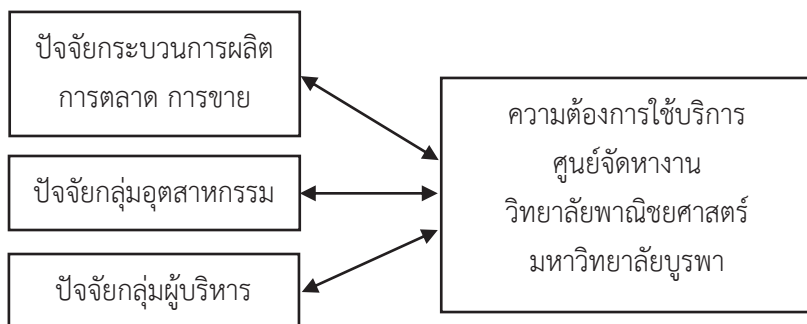 ปัจจัยกระบวนการผลิต
การตลาด การขาย
ปัจจัยกลุ่มอุตสาหกรรม
ปัจจัยกลุ่มผู้บริหาร
ความต้องการใช้บริการ
ศูนย์จัดหางาน
วิทยาลัยพาณิชยศาสตร์
มหาวิทยาลัยบูรพา